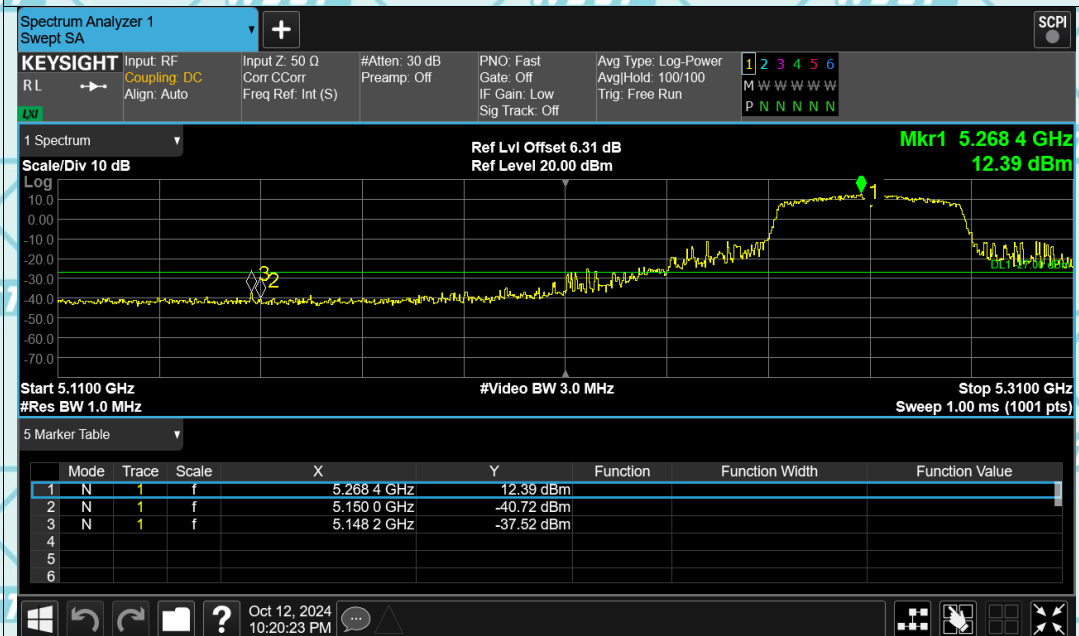 Spectrum Analyzer 1
Swept SA
+
SCPI
KEYSIGHT
RL
LXI
Input: RF
Coupling: DC
Align: Auto
Input Z: 50 Ω
Corr CCorr
Freq Ref: Int (S)
#Atten: 30 dB
Preamp: Off
PNO: Fast
Gate: Off
IF Gain: Low
Sig Track: Off
Avg Type: Log-Power
Avg|Hold: 100/100
Trig: Free Run
1 2 3 4 5 6
M W W W W W
P N N N N N
1 Spectrum
Scale/Div 10 dB
Ref Lvl Offset 6.31 dB
Ref Level 20.00 dBm
Mkr1 5.268 4 GHz
12.39 dBm
Log
10.0
0.00
-10.0
-20.0
-30.0
-40.0
-50.0
-60.0
-70.0
1
3
2
Start 5.1100 GHz
#Video BW 3.0 MHz
Stop 5.3100 GHz
#Res BW 1.0 MHz
Sweep 1.00 ms (1001 pts)
5 Marker Table
Mode Trace Scale X Y Function Function Width Function Value
1 N 1 f 5.268 4 GHz 12.39 dBm
2 N 1 f 5.150 0 GHz -40.72 dBm
3 N 1 f 5.148 2 GHz -37.52 dBm
4
5
6
?
Oct 12, 2024
10:20:23 PM